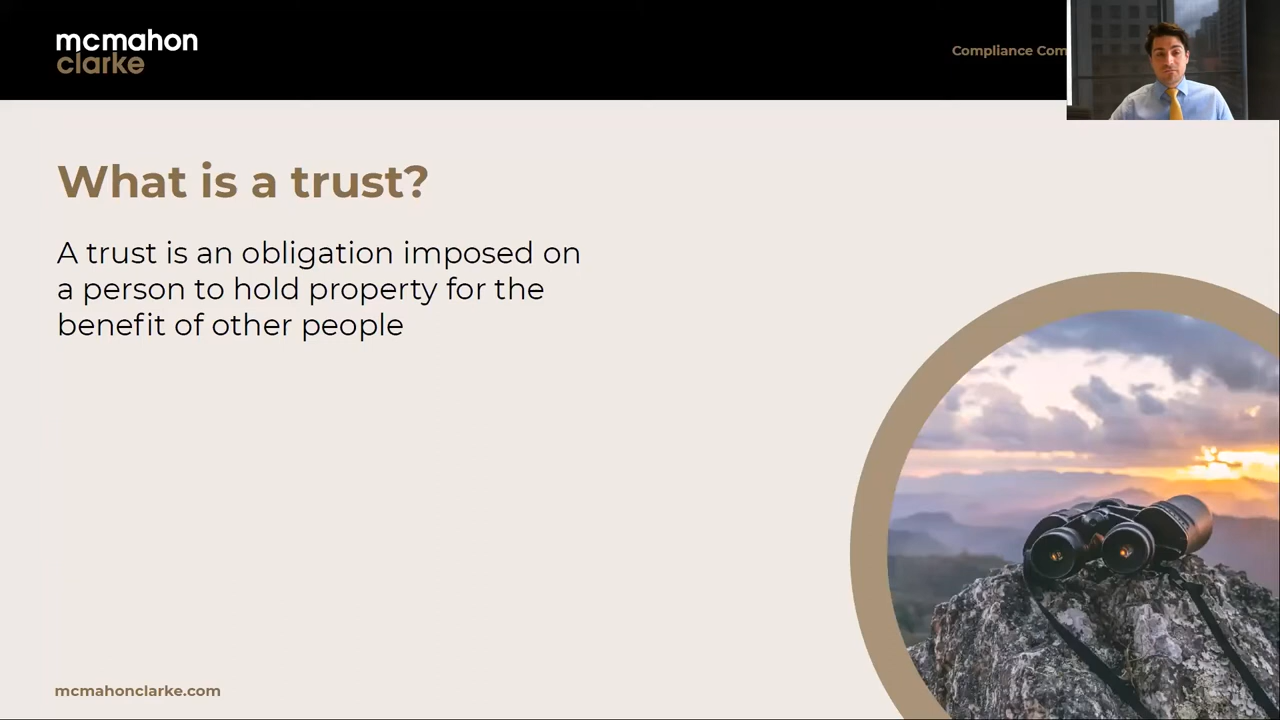 mcmahon
clarke
Compliance Com
What is a trust?
A trust is an obligation imposed on
a person to hold property for the
benefit of other people
mcmahonclarke.com